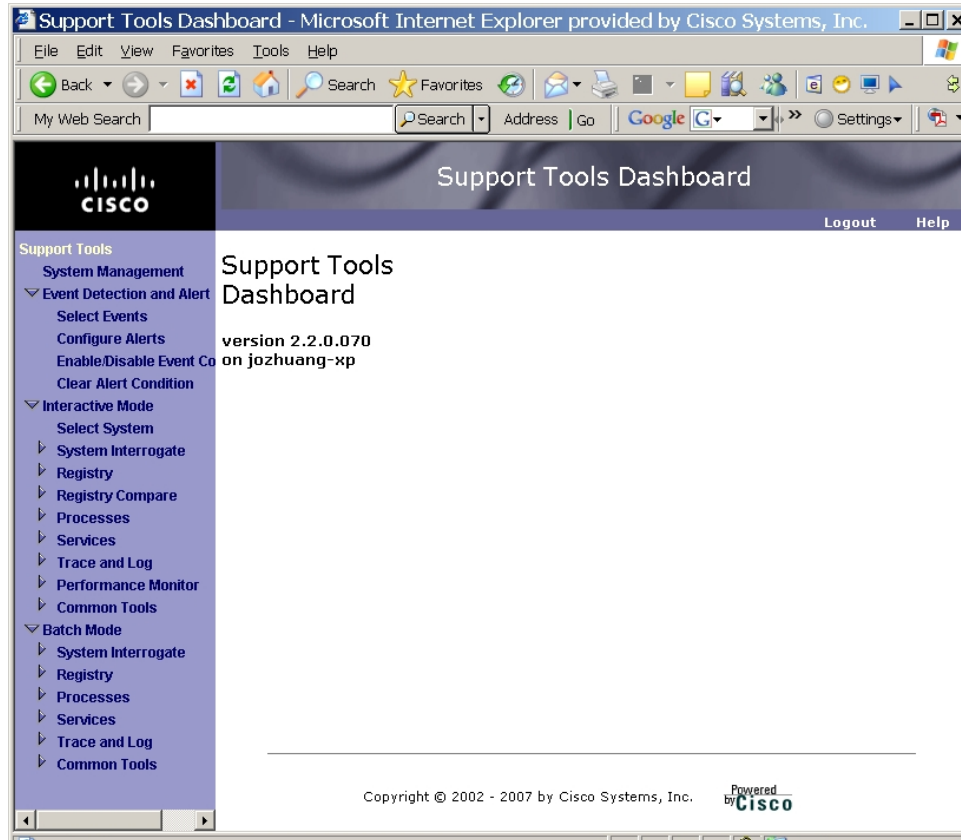 Support Tools Dashboard - Microsoft Internet Explorer provided by Cisco Systems, Inc.
File Edit View Favorites Tools Help
Back Search Favorites
My Web Search Search Address Go Google G Settings
CISCO
Support Tools Dashboard
Logout Help
Support Tools
System Management
Event Detection and Alert
Select Events
Configure Alerts
Enable/Disable Event Co
Clear Alert Condition
Interactive Mode
Select System
System Interrogate
Registry
Registry Compare
Processes
Services
Trace and Log
Performance Monitor
Common Tools
Batch Mode
System Interrogate
Registry
Processes
Services
Trace and Log
Common Tools
Support Tools
Dashboard
version 2.2.0.070
on jozhuang-xp
Copyright © 2002 - 2007 by Cisco Systems, Inc.
Powered
by Cisco